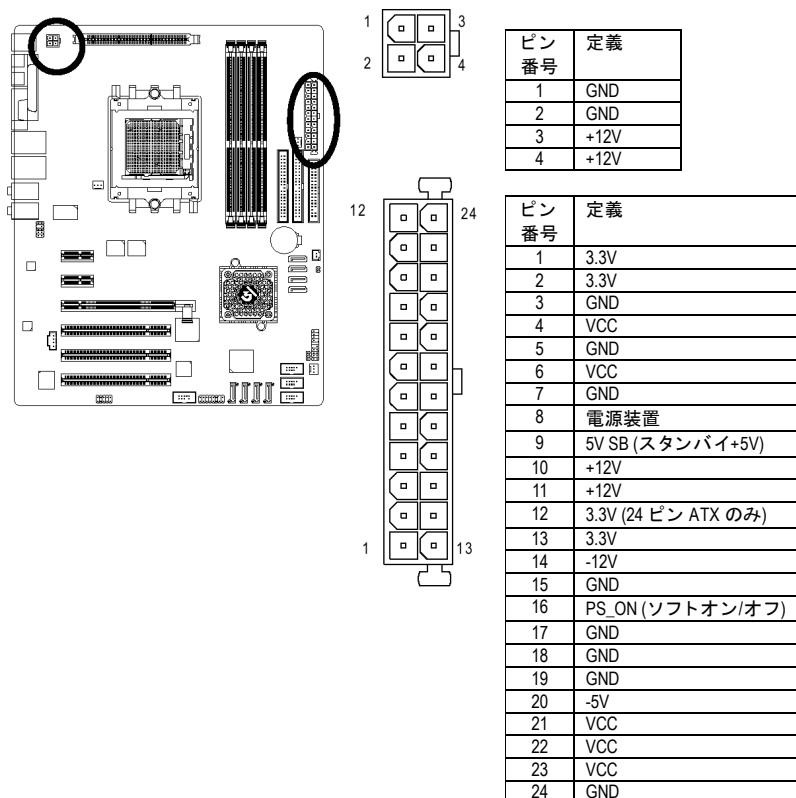 1 3
2 4
ピン番号 定義
1 GND
2 GND
3 +12V
4 +12V
12 24
1 13
ピン番号 定義
1 3.3V
2 3.3V
3 GND
4 VCC
5 GND
6 VCC
7 GND
8 電源装置
9 5V SB (スタンバイ+5V)
10 +12V
11 +12V
12 3.3V (24 ピン ATX のみ)
13 3.3V
14 -12V
15 GND
16 PS_ON (ソフトオン/オフ)
17 GND
18 GND
19 GND
20 -5V
21 VCC
22 VCC
23 VCC
24 GND